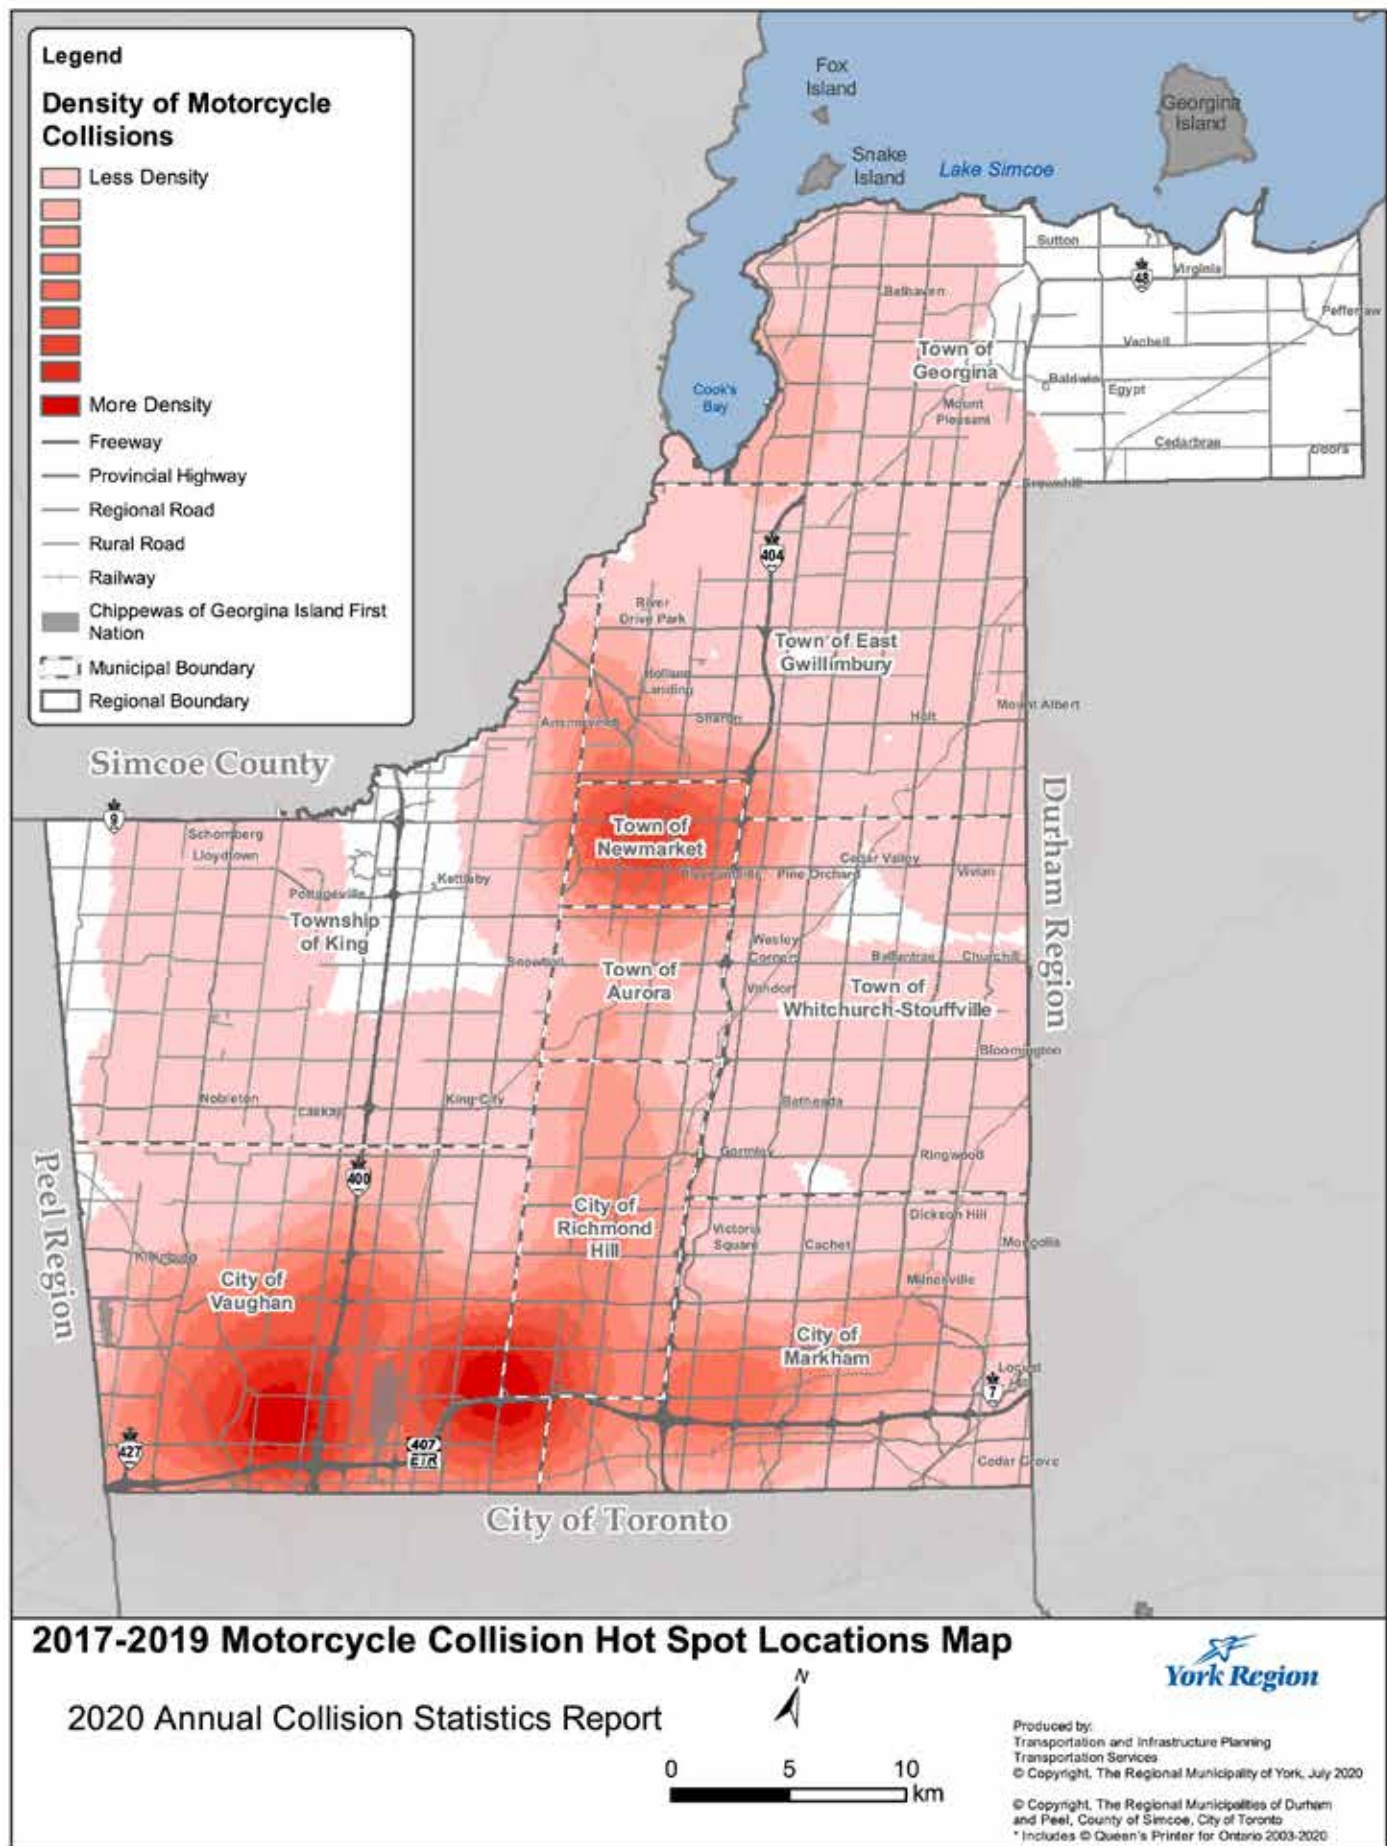 Legend
Density of Motorcycle
Collisions
Less Density
More Density
Freeway
Provincial Highway
Regional Road
Rural Road
Railway
Chippewas of Georgina Island First
Nation
Municipal Boundary
Regional Boundary
Fox
Island
Georgina
Island
Snake
Island
Lake Simcoe
Sutton
48
Virginia
Pefferlaw
Belhaven
Vachell
Town of
Georgina
Cook's
Bay
Baldwin
Egypt
Mount
Pleasant
Cedarbrae
Udora
Brownhill
404
River
Drive Park
Town of East
Gwillimbury
Holland
Landing
Mount Albert
Ansnorveldt
Sharon
Holt
Simcoe County
Durham Region
9
Schomberg
Lloydtown
Town of
Newmarket
Cedar Valley
Pottageville
Kettleby
Pine Orchard
Vivian
Township
of King
Wesley
Corners
Snowball
Ballantrae
Churchill
Town of
Aurora
Vandorf
Town of
Whitchurch-Stouffville
Bloomington
Nobleton
Laskay
King City
Bethesda
Gormley
Ringwood
Peel Region
400
City of
Richmond
Hill
Dickson Hill
Victoria
Square
Cachet
Mongolia
Kleinburg
City of
Vaughan
Milnesville
City of
Markham
Locust
7
427
407
ETR
Cedar Grove
City of Toronto
2017-2019 Motorcycle Collision Hot Spot Locations Map
2020 Annual Collision Statistics Report
N
0 5 10
km
York Region
Produced by:
Transportation and Infrastructure Planning
Transportation Services
© Copyright, The Regional Municipality of York, July 2020
© Copyright, The Regional Municipalities of Durham
and Peel, County of Simcoe, City of Toronto
* Includes © Queen's Printer for Ontario 2003-2020